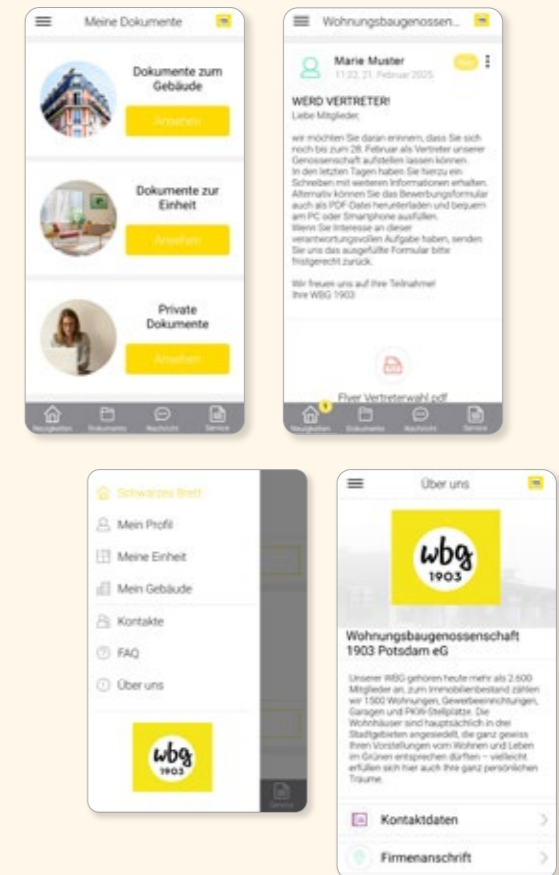 Meine Dokumente
Dokumente zum
Gebäude
Ansehen
Dokumente zur
Einheit
Ansehen
Private
Dokumente
Ansehen
Neuigkeiten Dokumente Nachricht Service
Wohnungsbaugenossen...
Marie Muster
11:22, 21. Februar 2025
WERD VERTRETER!
Liebe Mitglieder,
wir möchten Sie daran erinnern, dass Sie sich
noch bis zum 28. Februar als Vertreter unserer
Genossenschaft aufstellen lassen können.
In den letzten Tagen haben Sie hierzu ein
Schreiben mit weiteren Informationen erhalten.
Alternativ können Sie das Bewerbungsformular
auch als PDF-Datei herunterladen und bequem
am PC oder Smartphone ausfüllen.
Wenn Sie Interesse an dieser
verantwortungsvollen Aufgabe haben, senden
Sie uns das ausgefüllte Formular bitte
fristgerecht zurück.
Wir freuen uns auf Ihre Teilnahme!
Ihre WBG 1903
Flyer Vertreterwahl.pdf
Neuigkeiten Dokumente Nachricht Service
Schwarzes Brett
Mein Profil
Meine Einheit
Mein Gebäude
Kontakte
FAQ
Über uns
wbg
1903
Service
Über uns
wbg
1903
Wohnungsbaugenossenschaft
1903 Potsdam eG
Unserer WBG gehören heute mehr als 2.600
Mitglieder an, zum Immobilienbestand zählen
wir 1500 Wohnungen, Gewerbeeinrichtungen,
Garagen und PKW-Stellplätze. Die
Wohnhäuser sind hauptsächlich in drei
Stadtgebieten angesiedelt, die ganz gewiss
Ihren Vorstellungen vom Wohnen und Leben
im Grünen entsprechen dürften – vielleicht
erfüllen sich hier auch Ihre ganz persönlichen
Träume.
Kontaktdaten
Firmenanschrift